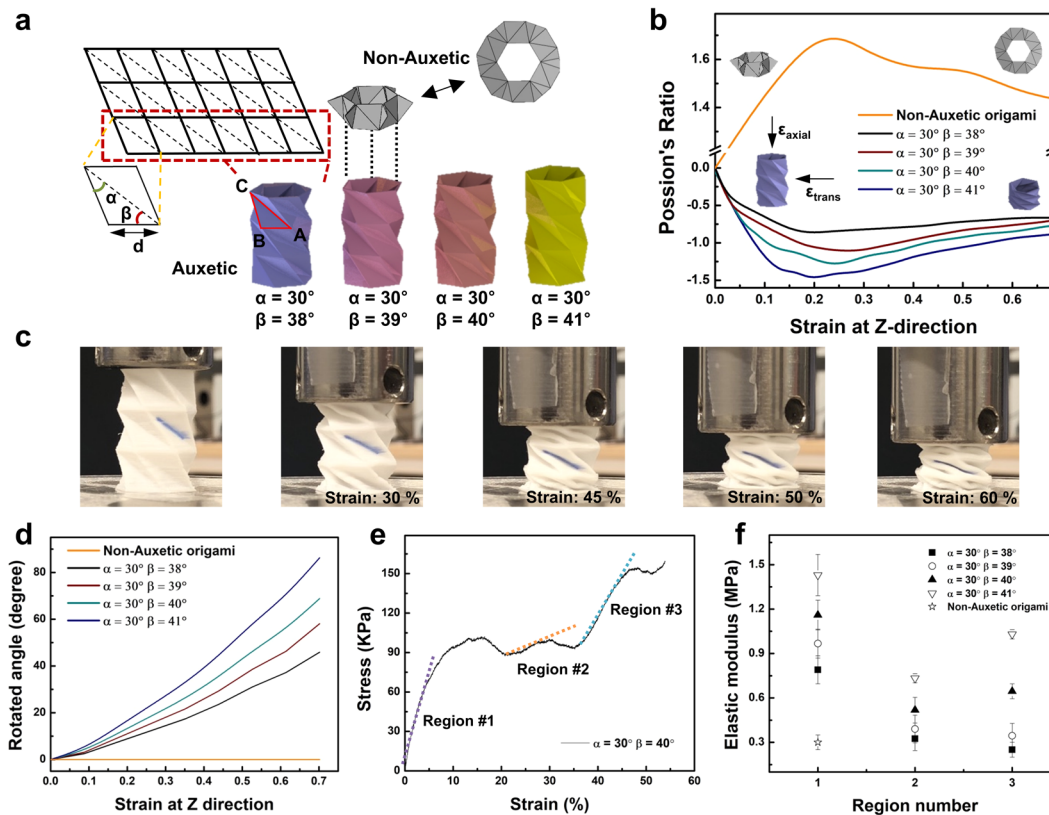 a
Non-Auxetic
α
β
d
C
B
A
Auxetic
α = 30°
β = 38°
α = 30°
β = 39°
α = 30°
β = 40°
α = 30°
β = 41°
b
Possion's Ratio
1.6
1.4
0.0
-0.5
-1.0
-1.5
Non-Auxetic origami
α = 30° β = 38°
α = 30° β = 39°
α = 30° β = 40°
α = 30° β = 41°
εaxial
εtrans
0.0 0.1 0.2 0.3 0.4 0.5 0.6
Strain at Z-direction
c
Strain: 30 %
Strain: 45 %
Strain: 50 %
Strain: 60 %
d
Rotated angle (degree)
80
60
40
20
0
Non-Auxetic origami
α = 30° β = 38°
α = 30° β = 39°
α = 30° β = 40°
α = 30° β = 41°
0.0 0.1 0.2 0.3 0.4 0.5 0.6 0.7
Strain at Z direction
e
Stress (KPa)
150
120
90
60
30
0
Region #1
Region #2
Region #3
α = 30° β = 40°
0 10 20 30 40 50 60
Strain (%)
f
Elastic modulus (MPa)
1.5
1.2
0.9
0.6
0.3
α = 30° β = 38°
α = 30° β = 39°
α = 30° β = 40°
α = 30° β = 41°
Non-Auxetic origami
1 2 3
Region number